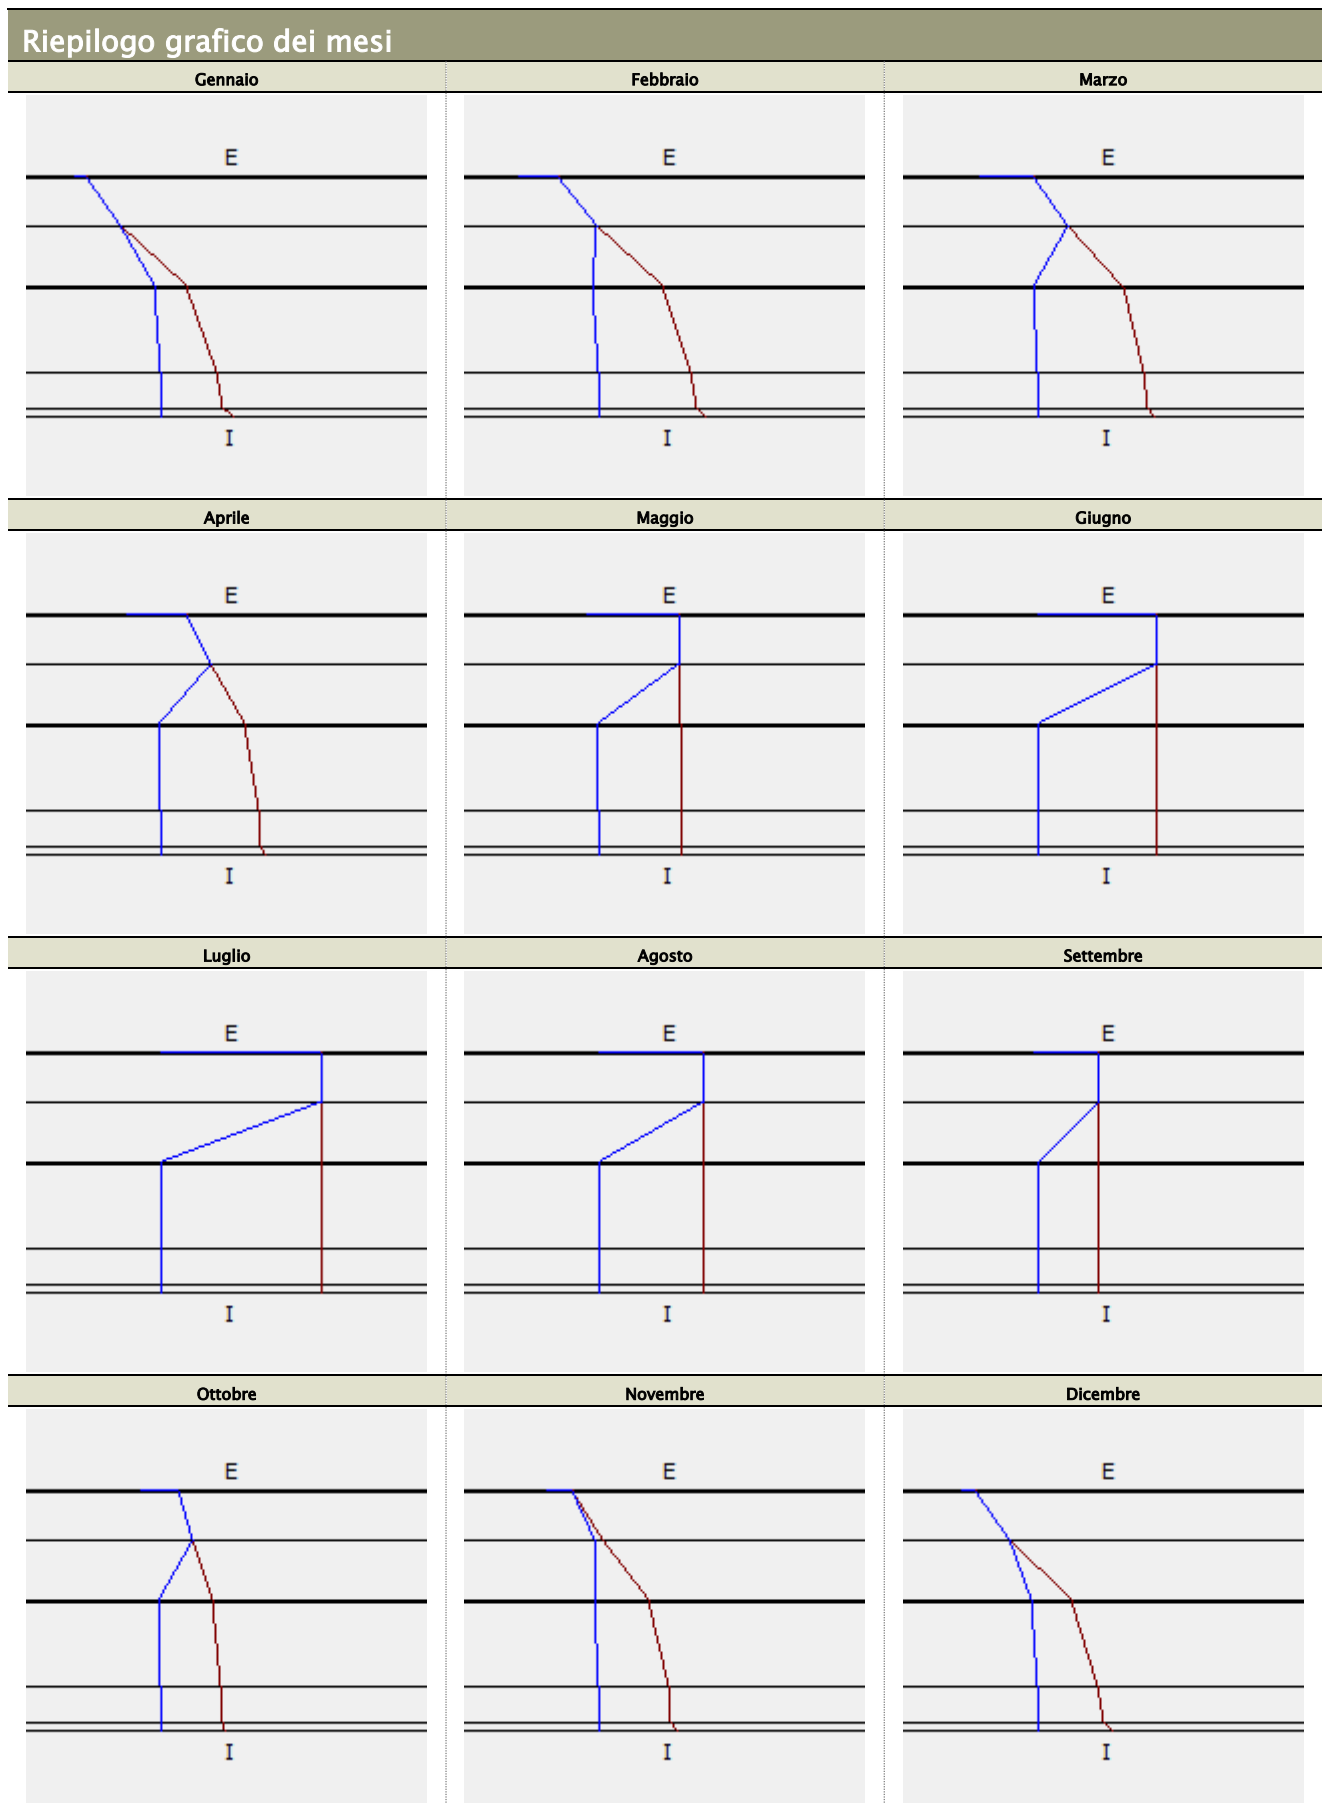 Riepilogo grafico dei mesi
Gennaio Febbraio Marzo
E E E
I I I
Aprile Maggio Giugno
E E E
I I I
Luglio Agosto Settembre
E E E
I I I
Ottobre Novembre Dicembre
E E E
I I I